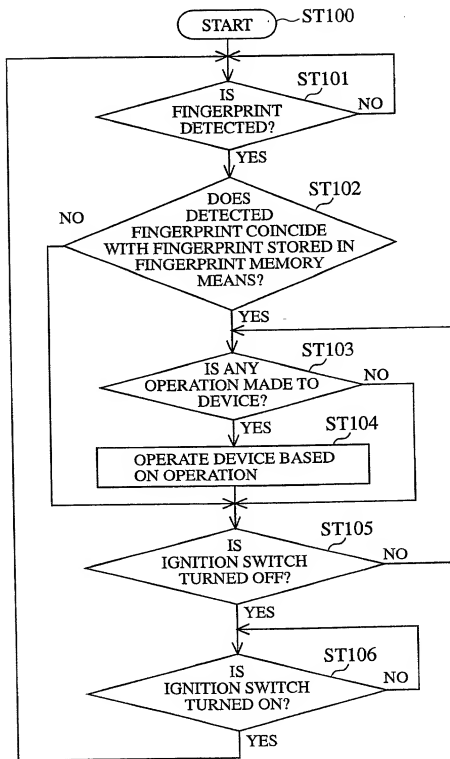 START
ST100
ST101
IS
FINGERPRINT
DETECTED?
NO
YES
ST102
DOES
DETECTED
FINGERPRINT COINCIDE
WITH FINGERPRINT STORED IN
FINGERPRINT MEMORY
MEANS?
NO
YES
ST103
IS ANY
OPERATION MADE TO
DEVICE?
NO
YES
ST104
OPERATE DEVICE BASED
ON OPERATION
ST105
IS
IGNITION SWITCH
TURNED OFF?
NO
YES
ST106
IS
IGNITION SWITCH
TURNED ON?
NO
YES